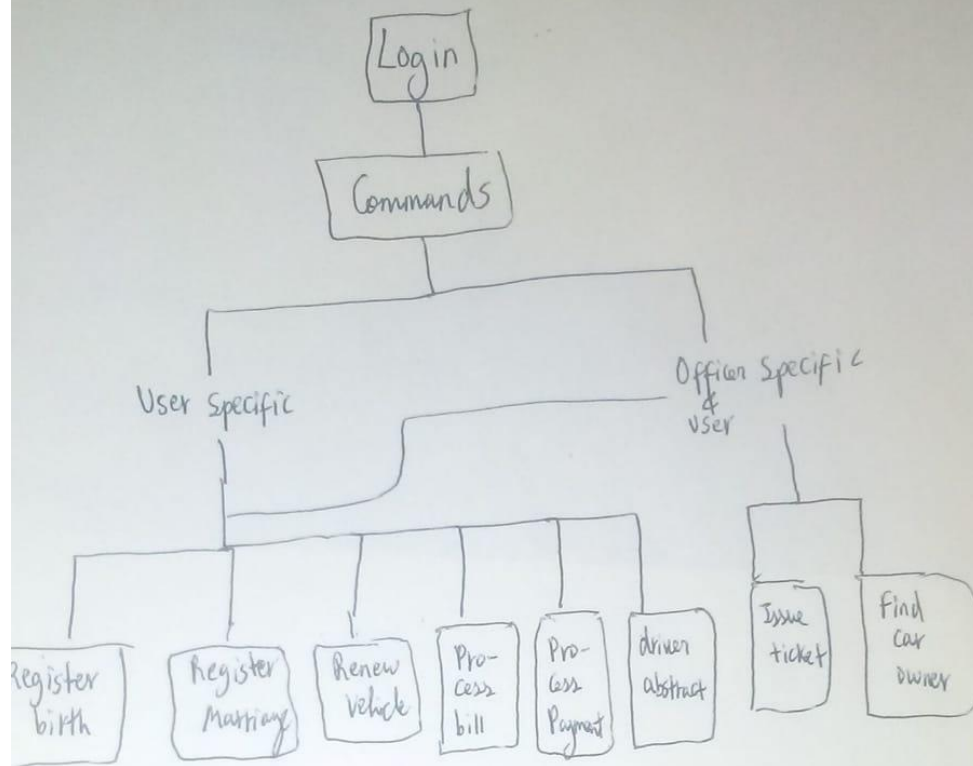 Login
Commands
User Specific
Officer Specific
&
user
Register
birth
Register
Marriage
Renew
Vehicle
Pro-
cess
bill
Pro-
cess
Payment
driver
abstract
Issue
ticket
Find
car
owner